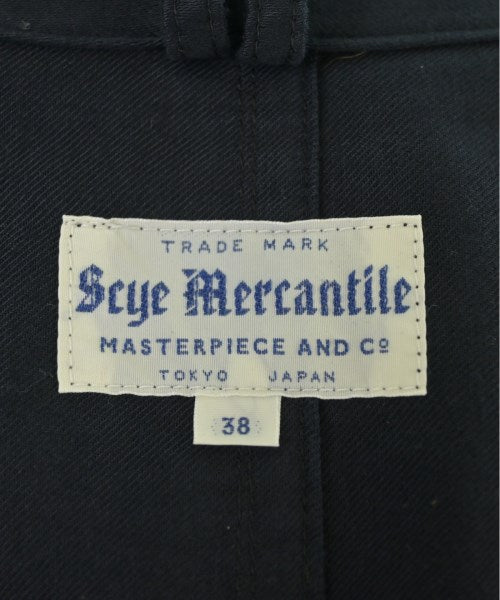 TRADE MARK
Scye Mercantile
MASTERPIECE AND Cº
TOKYO JAPAN
38